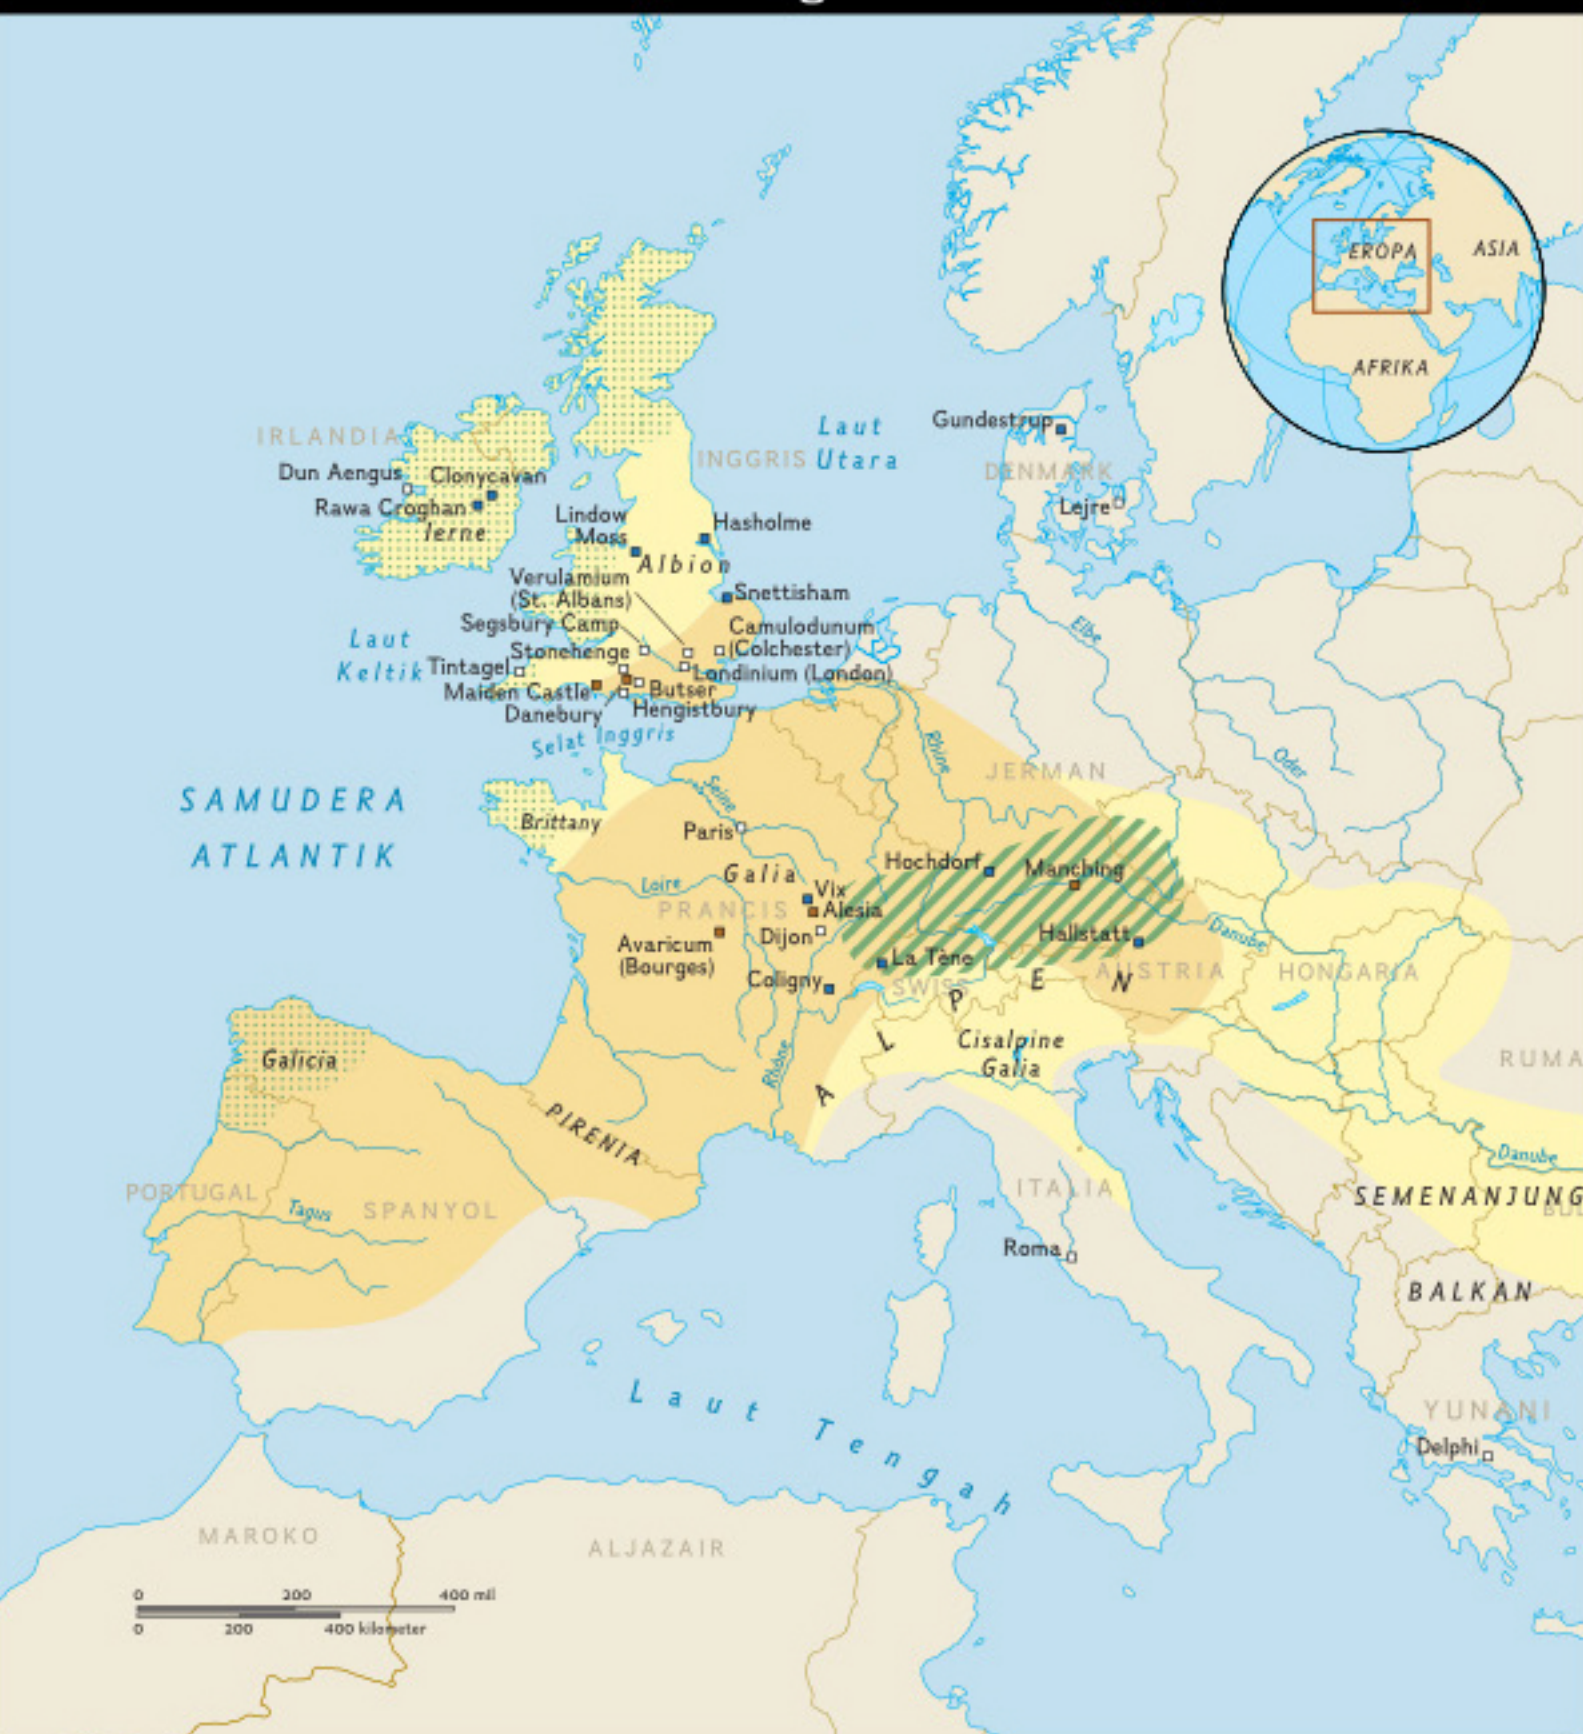 EROPA
ASIA
AFRIKA
Gundestrup
DENMARK
Lejre
Laut
Utara
IRLANDIA
Dun Aengus
Clonycavan
Rawa Croghan
Ierne
INGGRIS
Lindow
Moss
Hasholme
Albion
Verulamium
(St. Albans)
Snettisham
Segsbury Camp
Camulodunum
(Colchester)
Stonehenge
Laut
Keltik
Tintagel
Londinium (London)
Maiden Castle
Butser
Danebury
Hengistbury
Selat Inggris
Elbe
Rhine
JERMAN
Oder
SAMUDERA
ATLANTIK
Brittany
Seine
Paris
Hochdorf
Manching
Galia
Loire
Vix
PRANCIS
Alesia
Avaricum
(Bourges)
Dijon
Hallstatt
Danube
La Tène
Coligny
SWISS
AUSTRIA
HONGARIA
ALPEN
Cisalpine
Galia
Rhône
RUMA
Galicia
PIRENIA
Danube
PORTUGAL
SPANYOL
Tagus
ITALIA
SEMENANJUNG
BUL
Roma
BALKAN
YUNANI
Delphi
Laut Tengah
MAROKO
ALJAZAIR
0 200 400 mil
0 200 400 kilometer